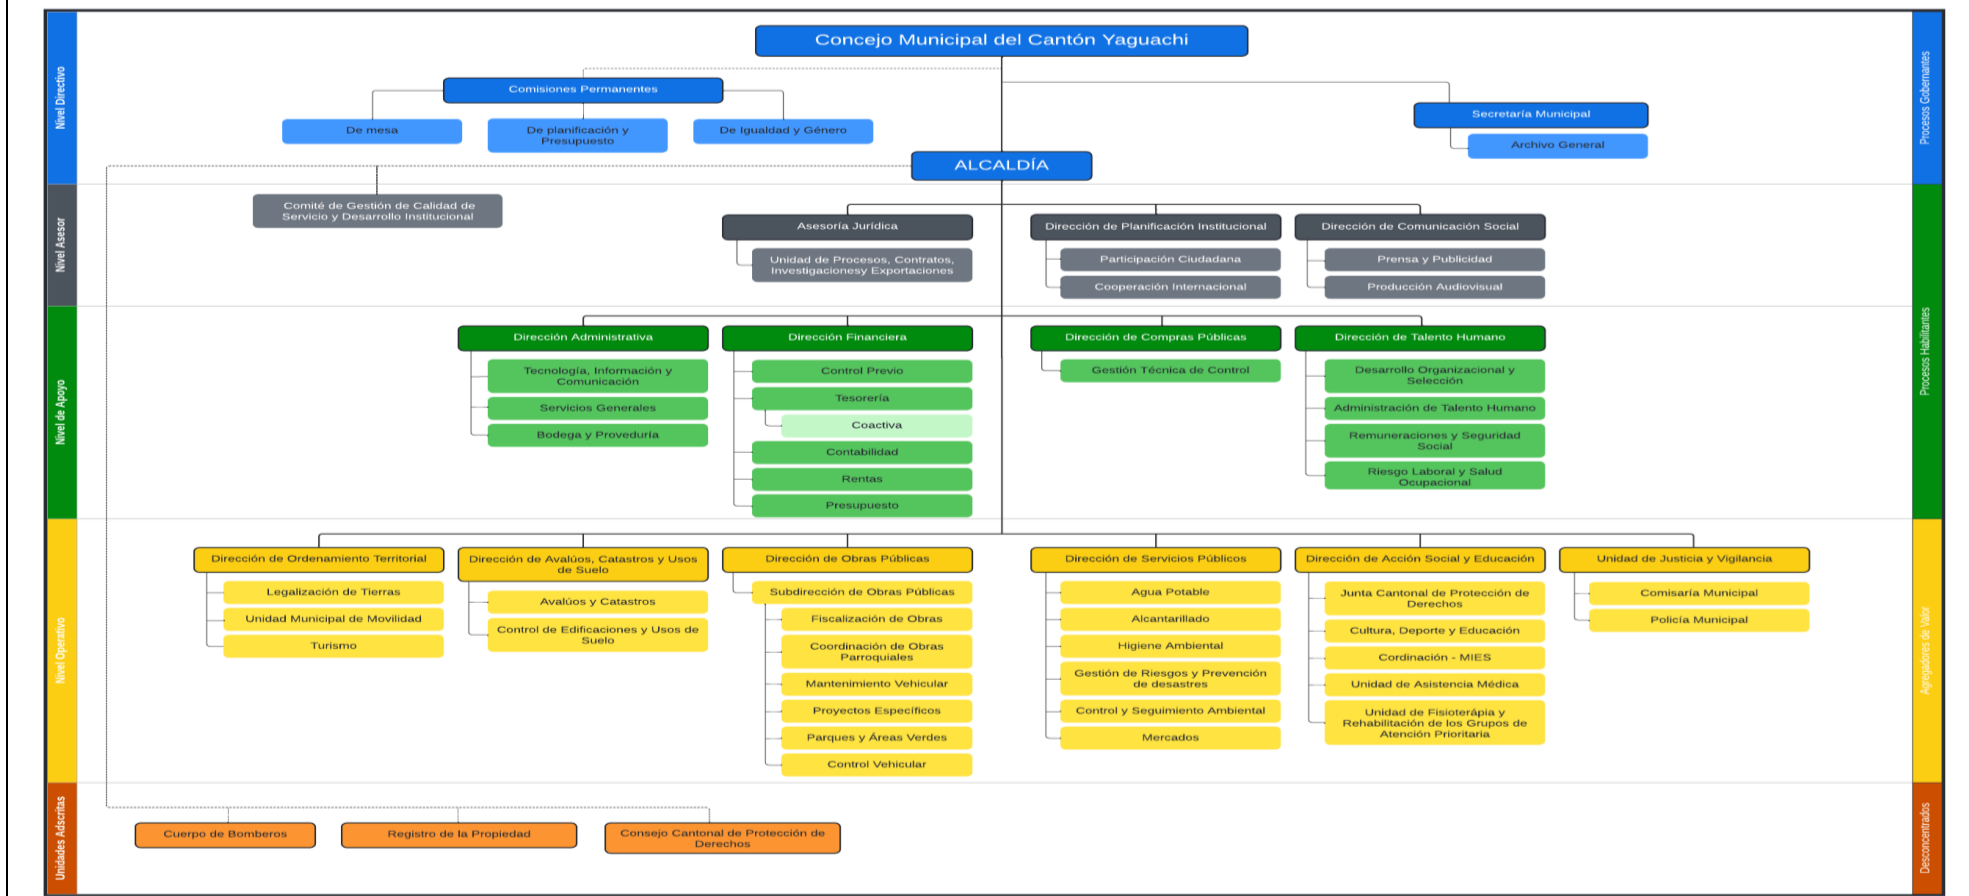 Concejo Municipal del Cantón Yaguachi
Nivel Directivo
Procesos Gobernantes
Comisiones Permanentes
De mesa
De planificación y
Presupuesto
De Igualdad y Género
Secretaría Municipal
Archivo General
ALCALDÍA
Nivel Asesor
Procesos Habilitantes
Comité de Gestión de Calidad de
Servicio y Desarrollo Institucional
Asesoría Jurídica
Unidad de Procesos, Contratos,
Investigacionesy Exportaciones
Dirección de Planificación Institucional
Participación Ciudadana
Cooperación Internacional
Dirección de Comunicación Social
Prensa y Publicidad
Producción Audiovisual
Nivel de Apoyo
Dirección Administrativa
Tecnología, Información y
Comunicación
Servicios Generales
Bodega y Proveduría
Dirección Financiera
Control Previo
Tesorería
Coactiva
Contabilidad
Rentas
Presupuesto
Dirección de Compras Públicas
Gestión Técnica de Control
Dirección de Talento Humano
Desarrollo Organizacional y
Selección
Administración de Talento Humano
Remuneraciones y Seguridad
Social
Riesgo Laboral y Salud
Ocupacional
Nivel Operativo
Agregadores de Valor
Dirección de Ordenamiento Territorial
Legalización de Tierras
Unidad Municipal de Movilidad
Turismo
Dirección de Avalúos, Catastros y Usos
de Suelo
Avalúos y Catastros
Control de Edificaciones y Usos de
Suelo
Dirección de Obras Públicas
Subdirección de Obras Públicas
Fiscalización de Obras
Coordinación de Obras
Parroquiales
Mantenimiento Vehicular
Proyectos Específicos
Parques y Áreas Verdes
Control Vehicular
Dirección de Servicios Públicos
Agua Potable
Alcantarillado
Higiene Ambiental
Gestión de Riesgos y Prevención
de desastres
Control y Seguimiento Ambiental
Mercados
Dirección de Acción Social y Educación
Junta Cantonal de Protección de
Derechos
Cultura, Deporte y Educación
Cordinación - MIES
Unidad de Asistencia Médica
Unidad de Fisioterápia y
Rehabilitación de los Grupos de
Atención Prioritaria
Unidad de Justicia y Vigilancia
Comisaría Municipal
Policía Municipal
Unidades Adscritas
Desconcentrados
Cuerpo de Bomberos
Registro de la Propiedad
Consejo Cantonal de Protección de
Derechos